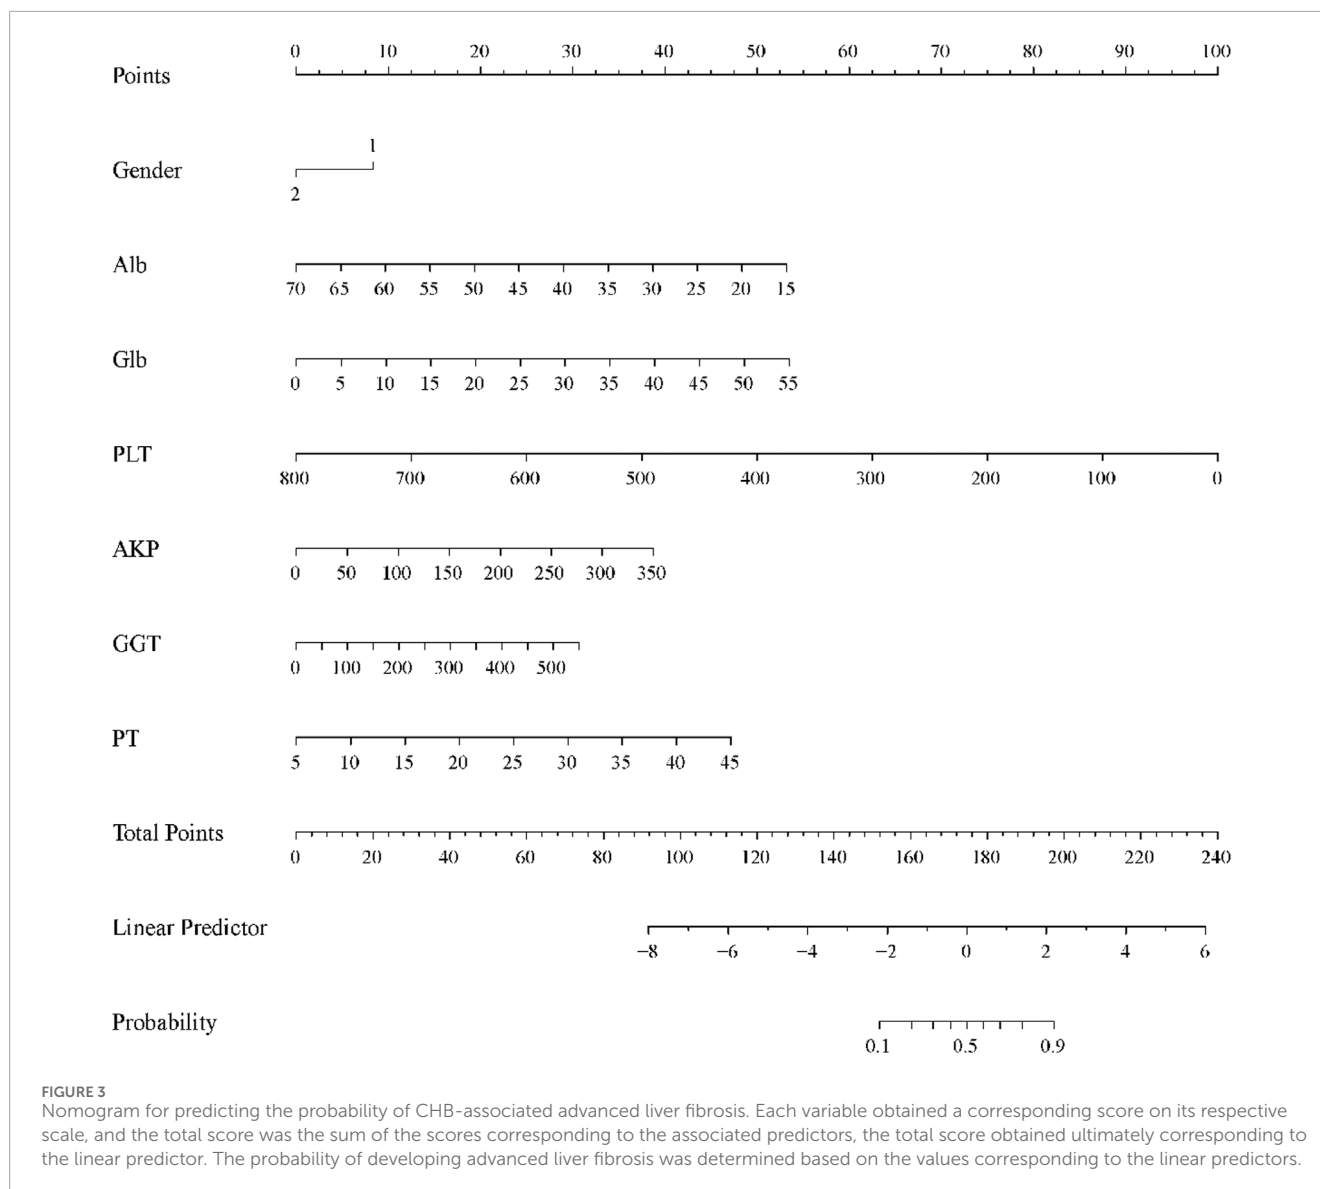 0 10 20 30 40 50 60 70 80 90 100
Points
1
Gender
2
Alb
70 65 60 55 50 45 40 35 30 25 20 15
Glb
0 5 10 15 20 25 30 35 40 45 50 55
PLT
800 700 600 500 400 300 200 100 0
AKP
0 50 100 150 200 250 300 350
GGT
0 100 200 300 400 500
PT
5 10 15 20 25 30 35 40 45
Total Points
0 20 40 60 80 100 120 140 160 180 200 220 240
Linear Predictor
−8 −6 −4 −2 0 2 4 6
Probability
0.1 0.5 0.9
FIGURE 3
Nomogram for predicting the probability of CHB-associated advanced liver fibrosis. Each variable obtained a corresponding score on its respective
scale, and the total score was the sum of the scores corresponding to the associated predictors, the total score obtained ultimately corresponding to
the linear predictor. The probability of developing advanced liver fibrosis was determined based on the values corresponding to the linear predictors.